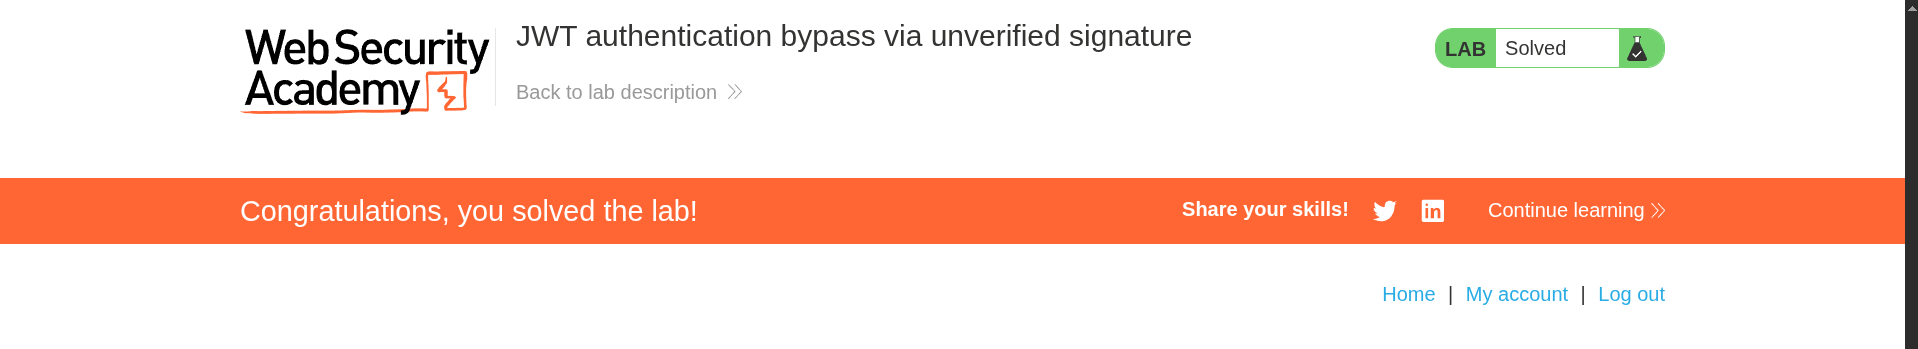 Web Security
Academy
JWT authentication bypass via unverified signature
Back to lab description
LAB Solved
Congratulations, you solved the lab!
Share your skills!
Continue learning
Home | My account | Log out